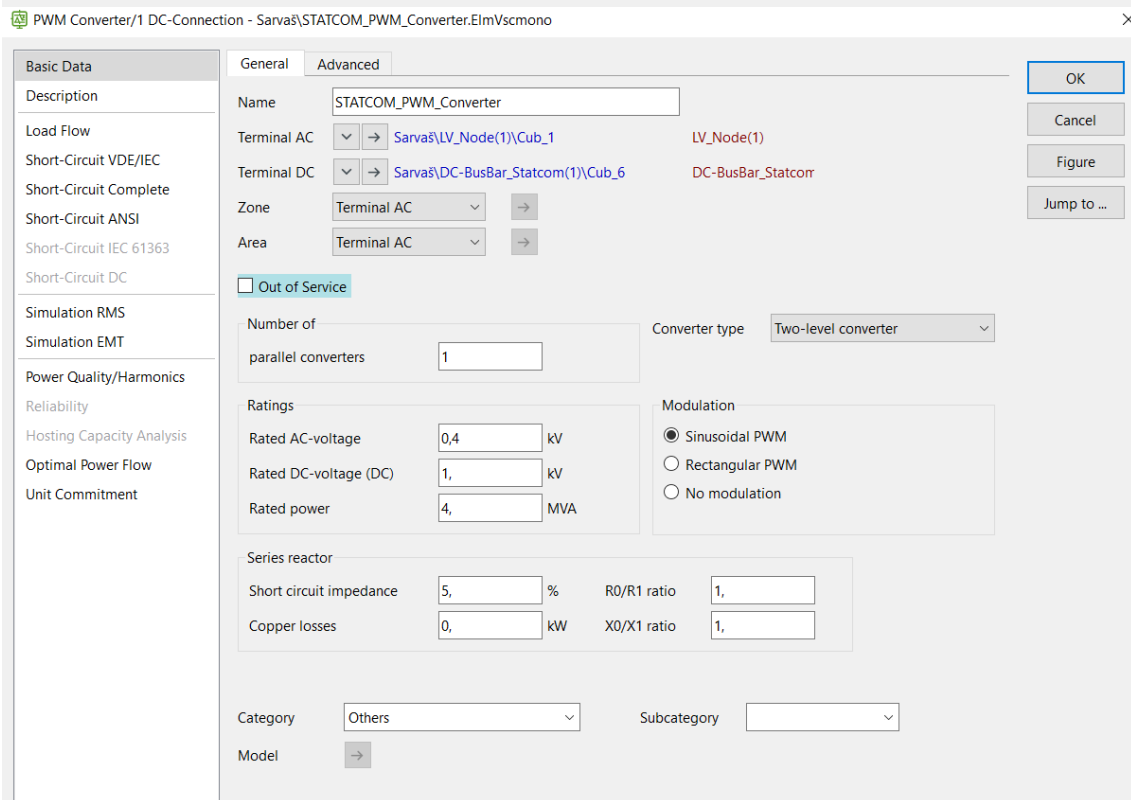 PWM Converter/1 DC-Connection - Sarvaš\STATCOM_PWM_Converter.ElmVscmono
Basic Data
Description
Load Flow
Short-Circuit VDE/IEC
Short-Circuit Complete
Short-Circuit ANSI
Short-Circuit IEC 61363
Short-Circuit DC
Simulation RMS
Simulation EMT
Power Quality/Harmonics
Reliability
Hosting Capacity Analysis
Optimal Power Flow
Unit Commitment
General Advanced
Name STATCOM_PWM_Converter
Terminal AC Sarvaš\LV_Node(1)\Cub_1 LV_Node(1)
Terminal DC Sarvaš\DC-BusBar_Statcom(1)\Cub_6 DC-BusBar_Statcom
Zone Terminal AC
Area Terminal AC
Out of Service
Number of
parallel converters 1
Converter type Two-level converter
Ratings
Rated AC-voltage 0,4 kV
Rated DC-voltage (DC) 1, kV
Rated power 4, MVA
Modulation
Sinusoidal PWM
Rectangular PWM
No modulation
Series reactor
Short circuit impedance 5, % R0/R1 ratio 1,
Copper losses 0, kW X0/X1 ratio 1,
Category Others Subcategory
Model
OK
Cancel
Figure
Jump to ...